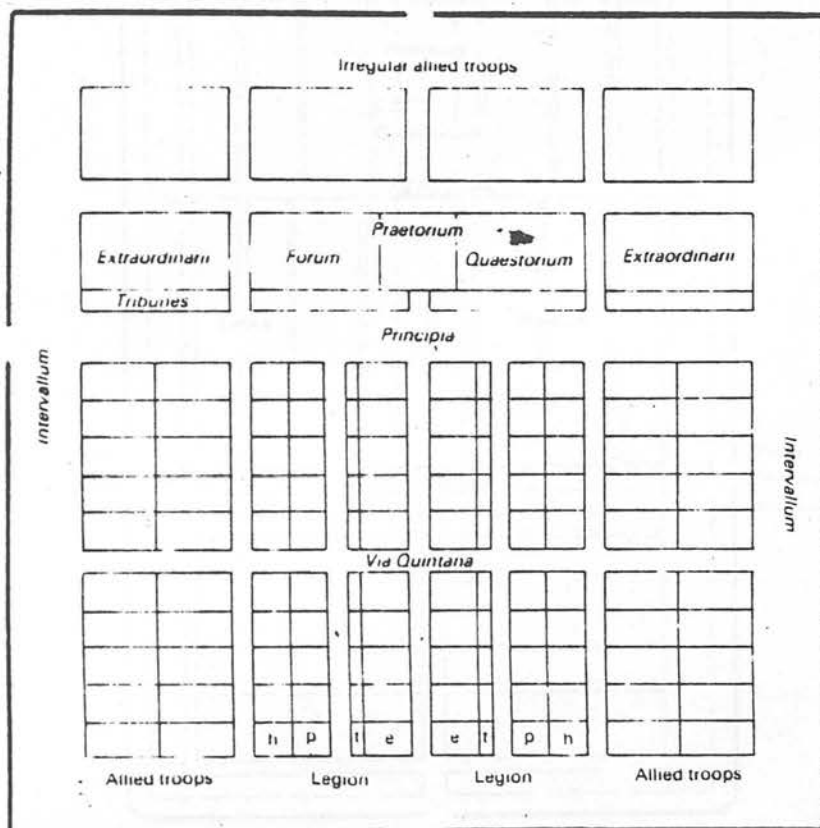 Irregular allied troops
Praetorium
Extraordinarii Forum Quaestorium Extraordinarii
Tribunes
Principia
Intervallum
Intervallum
Via Quintana
h p t e e t p h
Allied troops Legion Legion Allied troops